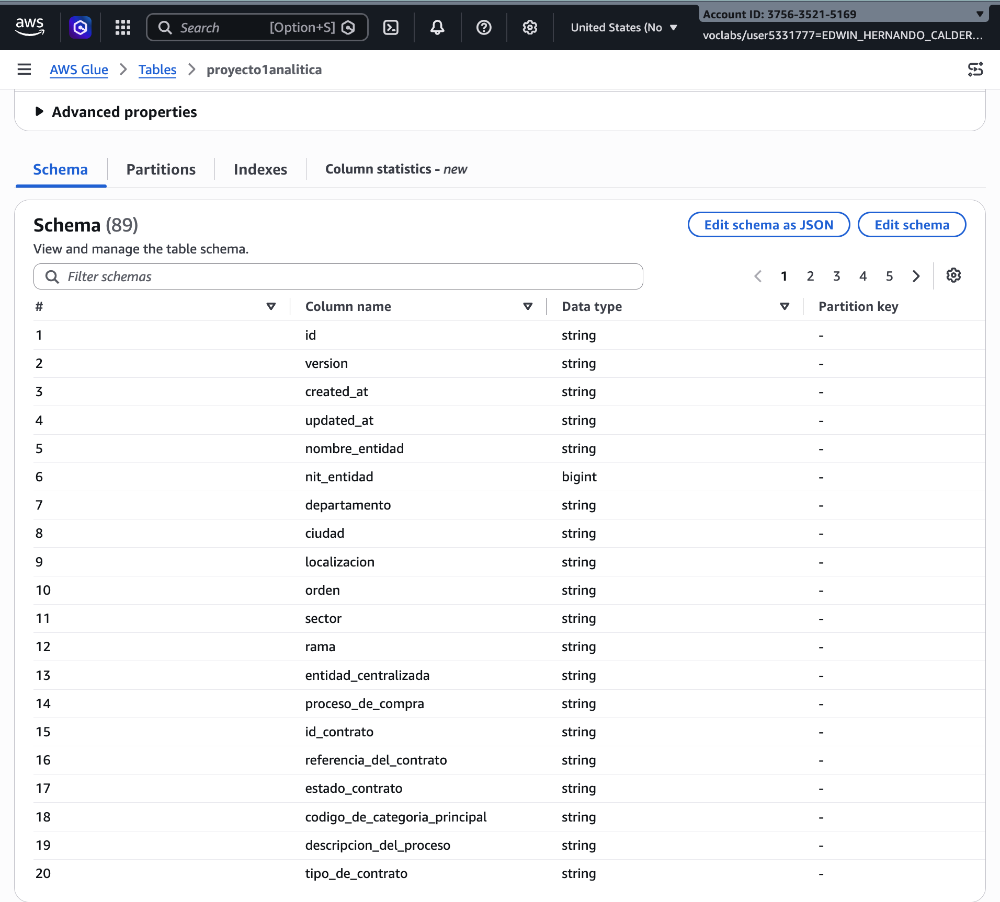 aws
Search [Option+S]
United States (No
Account ID: 3756-3521-5169
voclabs/user5331777=EDWIN_HERNANDO_CALDER...
AWS Glue Tables proyecto1analitica
Advanced properties
Schema Partitions Indexes Column statistics - new
Schema (89)
Edit schema as JSON Edit schema
View and manage the table schema.
Filter schemas
1 2 3 4 5
# Column name Data type Partition key
1 id string -
2 version string -
3 created_at string -
4 updated_at string -
5 nombre_entidad string -
6 nit_entidad bigint -
7 departamento string -
8 ciudad string -
9 localizacion string -
10 orden string -
11 sector string -
12 rama string -
13 entidad_centralizada string -
14 proceso_de_compra string -
15 id_contrato string -
16 referencia_del_contrato string -
17 estado_contrato string -
18 codigo_de_categoria_principal string -
19 descripcion_del_proceso string -
20 tipo_de_contrato string -